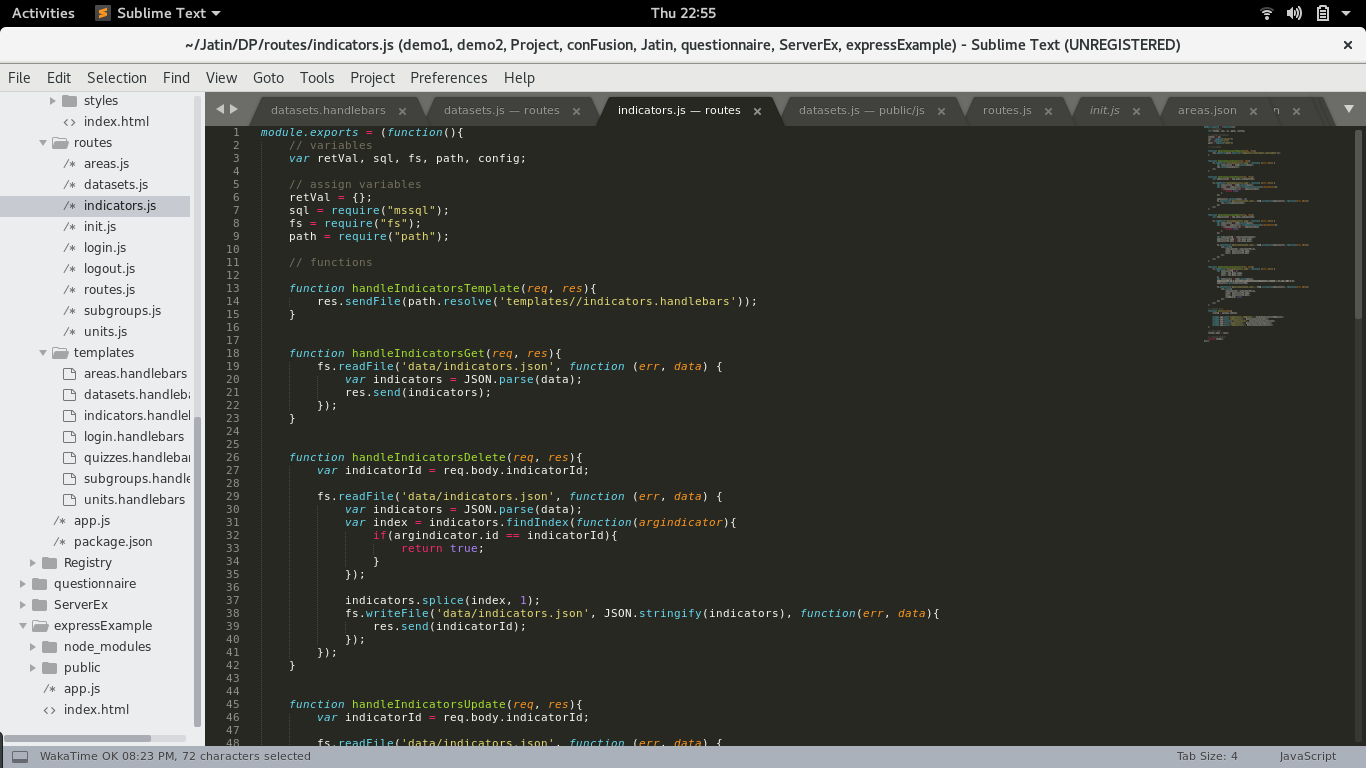 Activities Sublime Text Thu 22:55
~/Jatin/DP/routes/indicators.js (demo1, demo2, Project, conFusion, Jatin, questionnaire, ServerEx, expressExample) - Sublime Text (UNREGISTERED)
File Edit Selection Find View Goto Tools Project Preferences Help
styles
index.html
routes
areas.js
datasets.js
indicators.js
init.js
login.js
logout.js
routes.js
subgroups.js
units.js
templates
areas.handlebars
datasets.handleba
indicators.handlel
login.handlebars
quizzes.handlebar
subgroups.handle
units.handlebars
app.js
package.json
Registry
questionnaire
ServerEx
expressExample
node_modules
public
app.js
index.html
datasets.handlebars datasets.js — routes indicators.js — routes datasets.js — public/js routes.js init.js areas.json n
1 module.exports = (function(){
2 // variables
3 var retVal, sql, fs, path, config;
4
5 // assign variables
6 retVal = {};
7 sql = require("mssql");
8 fs = require("fs");
9 path = require("path");
10
11 // functions
12
13 function handleIndicatorsTemplate(req, res){
14 res.sendFile(path.resolve('templates//indicators.handlebars'));
15 }
16
17
18 function handleIndicatorsGet(req, res){
19 fs.readFile('data/indicators.json', function (err, data) {
20 var indicators = JSON.parse(data);
21 res.send(indicators);
22 });
23 }
24
25
26 function handleIndicatorsDelete(req, res){
27 var indicatorId = req.body.indicatorId;
28
29 fs.readFile('data/indicators.json', function (err, data) {
30 var indicators = JSON.parse(data);
31 var index = indicators.findIndex(function(argindicator){
32 if(argindicator.id == indicatorId){
33 return true;
34 }
35 });
36
37 indicators.splice(index, 1);
38 fs.writeFile('data/indicators.json', JSON.stringify(indicators), function(err, data){
39 res.send(indicatorId);
40 });
41 });
42 }
43
44
45 function handleIndicatorsUpdate(req, res){
46 var indicatorId = req.body.indicatorId;
47
48 fs.readFile('data/indicators.json', function (err, data) {
WakaTime OK 08:23 PM, 72 characters selected Tab Size: 4 JavaScript